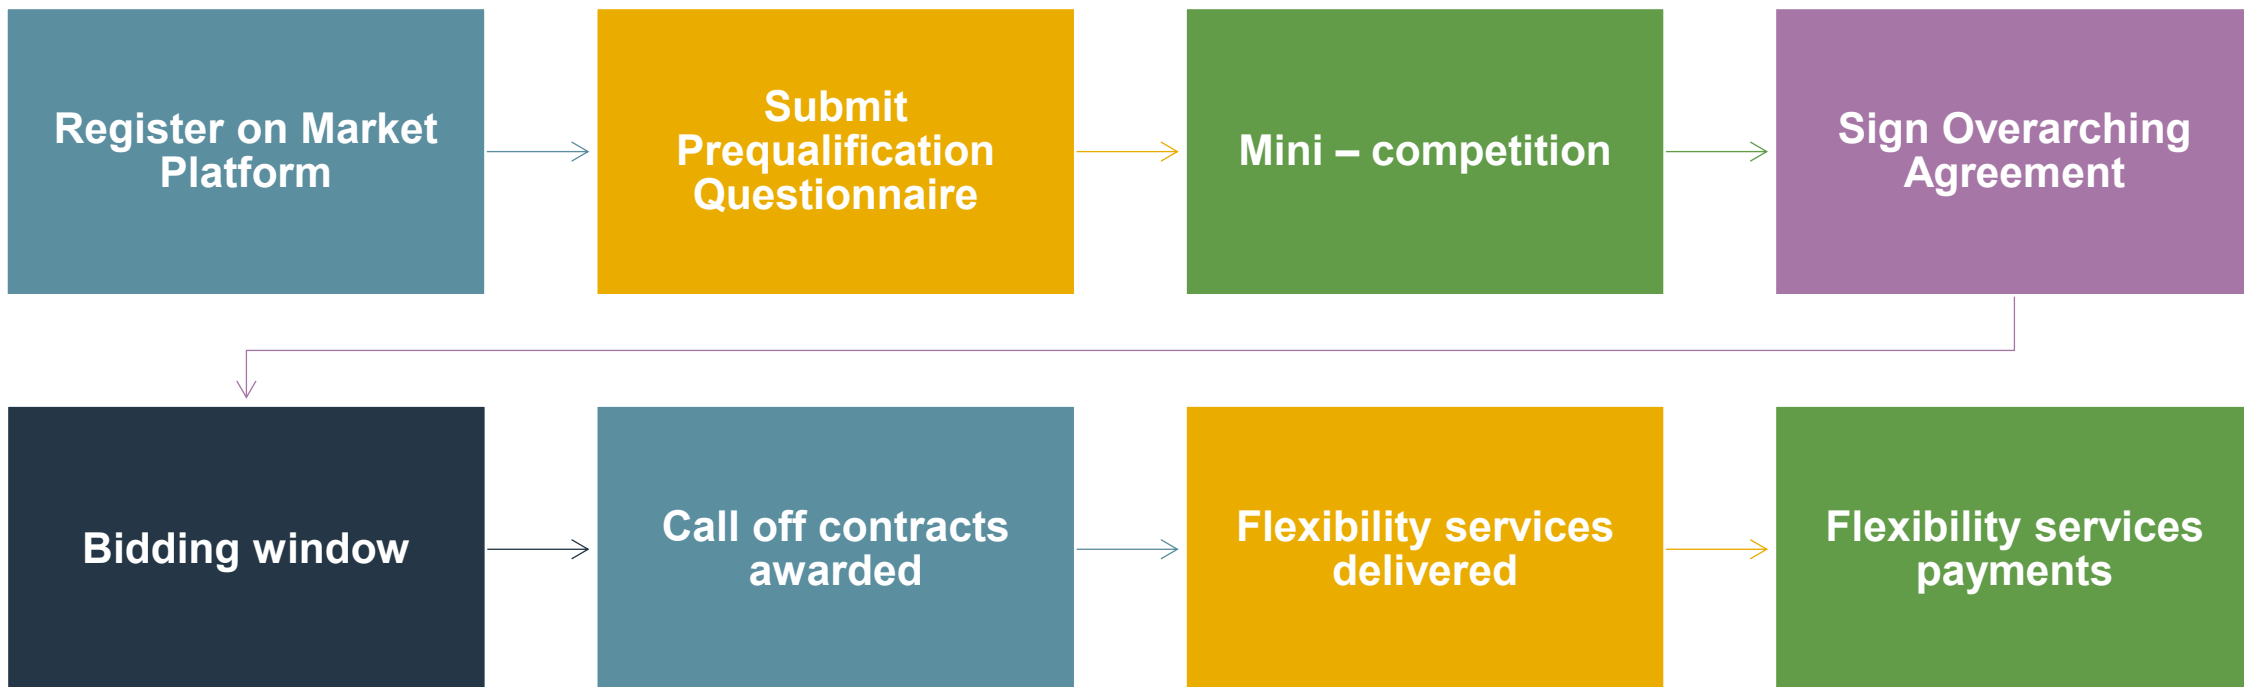 Register on Market
Platform
Submit
Prequalification
Questionnaire
Mini – competition
Sign Overarching
Agreement
Bidding window
Call off contracts
awarded
Flexibility services
delivered
Flexibility services
payments